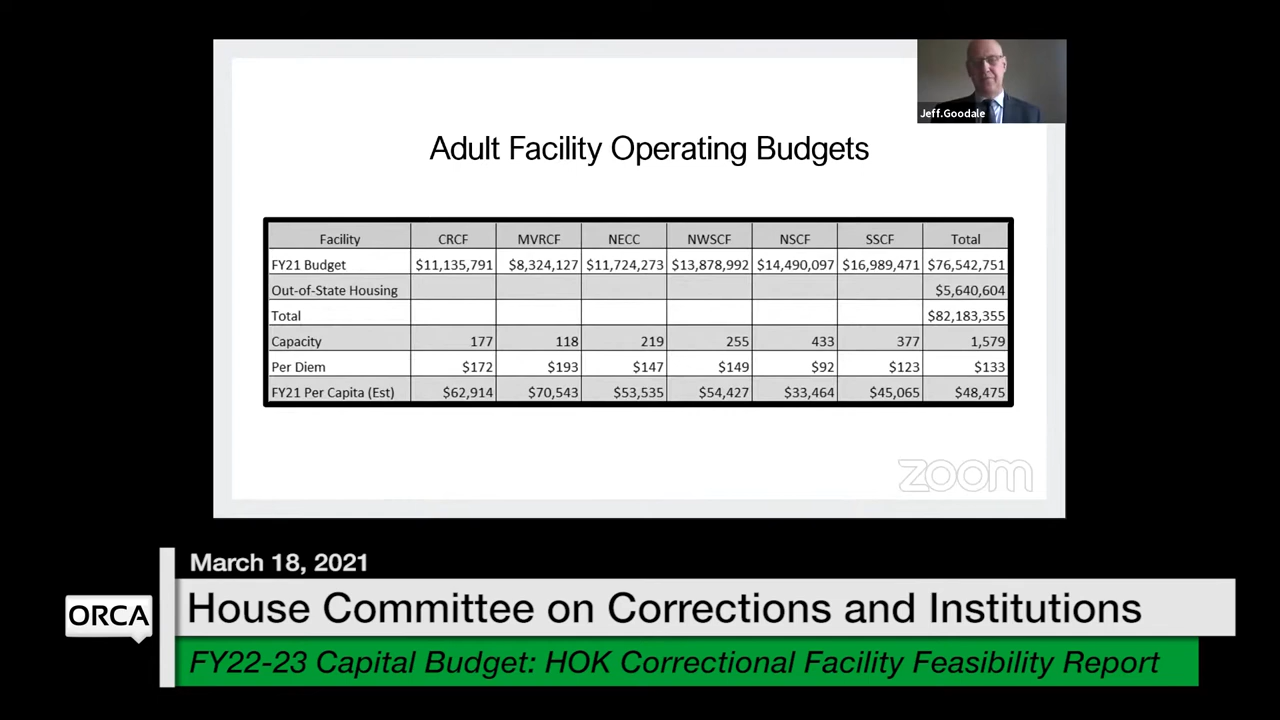 Jeff.Goodale
Adult Facility Operating Budgets
Facility CRCF MVRCF NECC NWSCF NSCF SSCF Total
FY21 Budget $11,135,791 $8,324,127 $11,724,273 $13,878,992 $14,490,097 $16,989,471 $76,542,751
Out-of-State Housing $5,640,604
Total $82,183,355
Capacity 177 118 219 255 433 377 1,579
Per Diem $172 $193 $147 $149 $92 $123 $133
FY21 Per Capita (Est) $62,914 $70,543 $53,535 $54,427 $33,464 $45,065 $48,475
zoom
March 18, 2021
ORCA
House Committee on Corrections and Institutions
FY22-23 Capital Budget: HOK Correctional Facility Feasibility Report